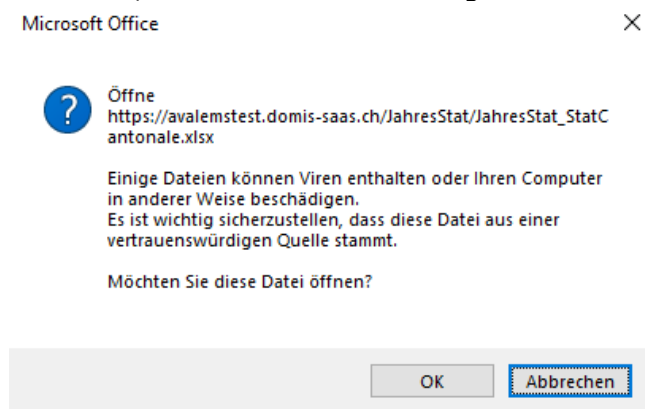 Microsoft Office
Öffne
https://avalemstest.domis-saas.ch/JahresStat/JahresStat_StatC
antonale.xlsx
Einige Dateien können Viren enthalten oder Ihren Computer
in anderer Weise beschädigen.
Es ist wichtig sicherzustellen, dass diese Datei aus einer
vertrauenswürdigen Quelle stammt.
Möchten Sie diese Datei öffnen?
OK
Abbrechen